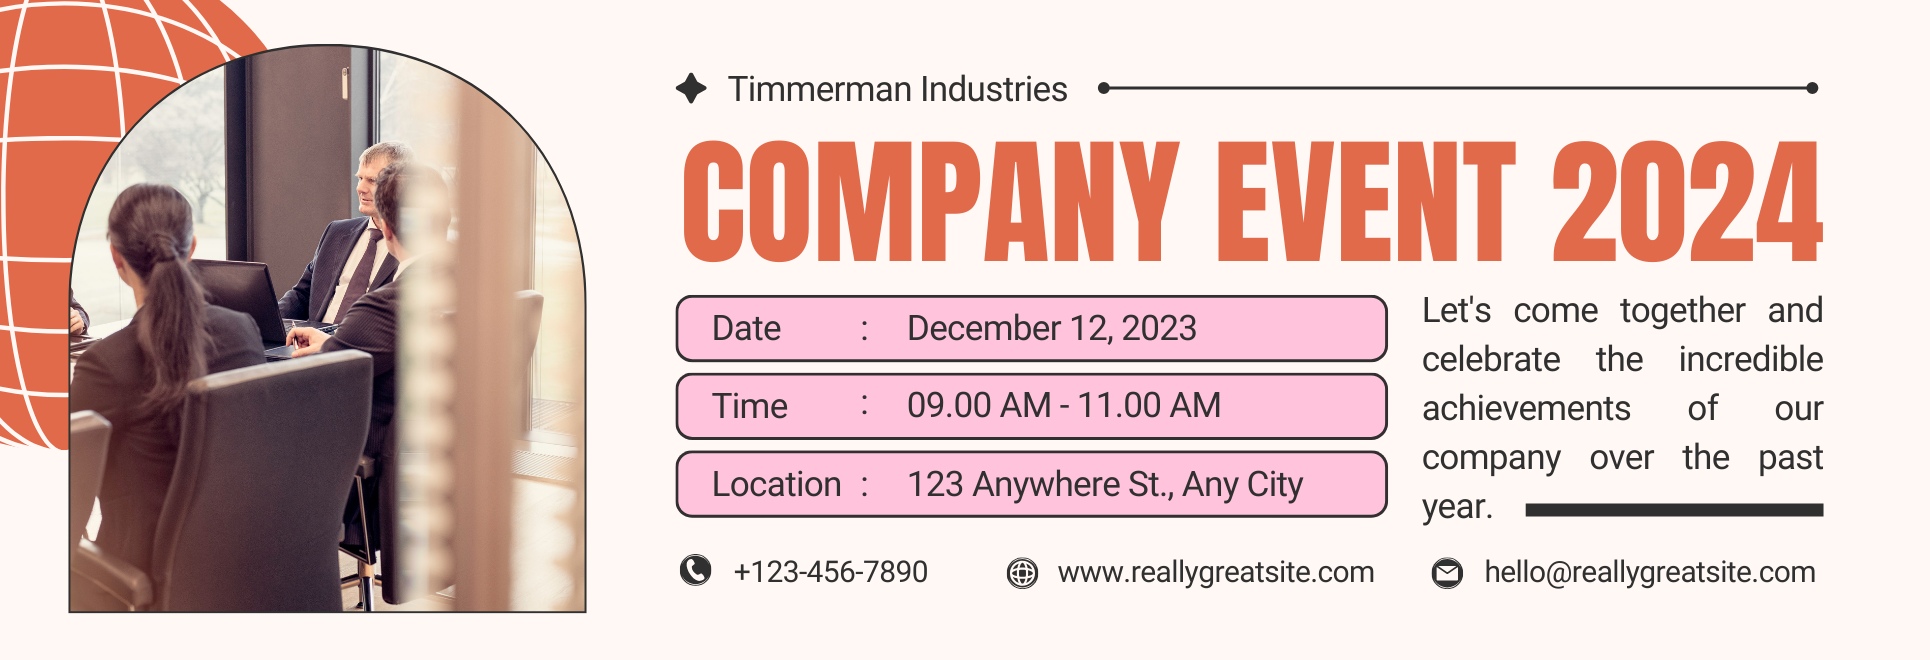 Timmerman Industries
COMPANY EVENT 2024
Date : December 12, 2023
Time : 09.00 AM - 11.00 AM
Location : 123 Anywhere St., Any City
Let's come together and
celebrate the incredible
achievements of our
company over the past
year.
+123-456-7890
www.reallygreatsite.com
hello@reallygreatsite.com